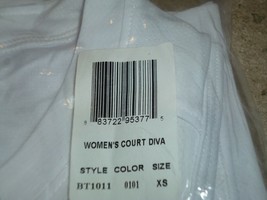 6 63722 95377 5
WOMEN'S COURT DIVA
STYLE COLOR SIZE
BT1011 0101 XS